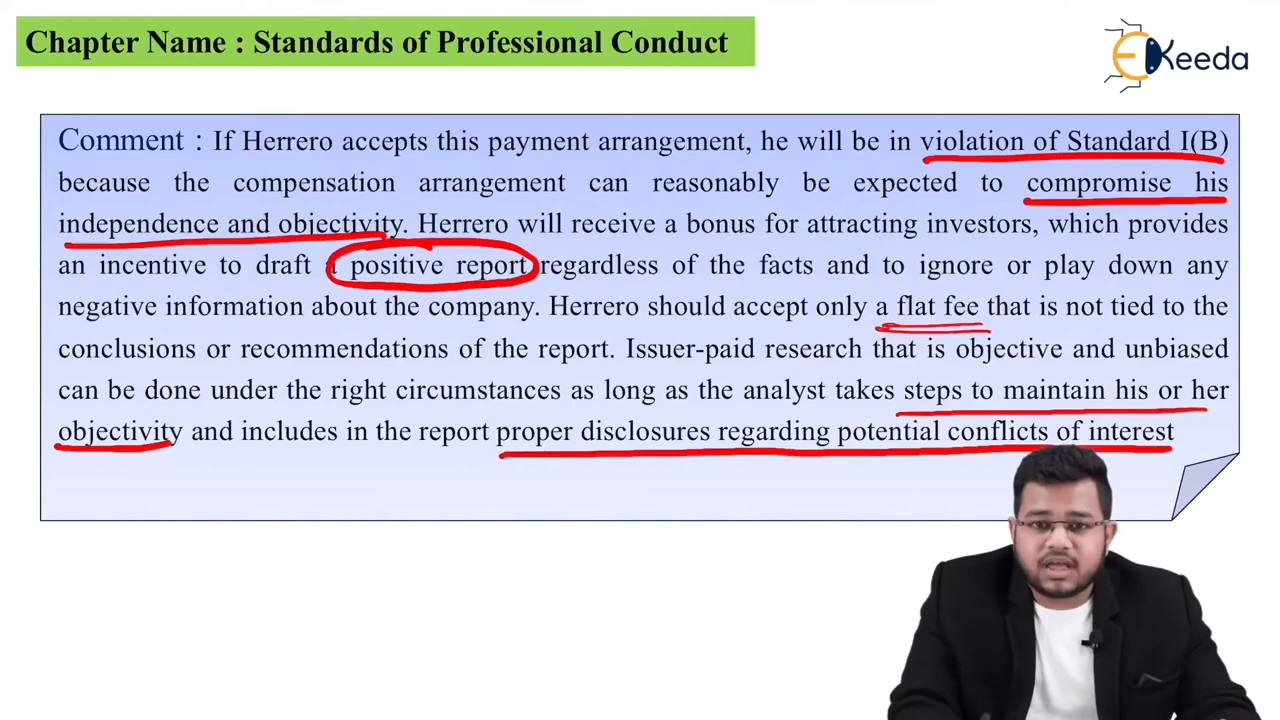 Chapter Name : Standards of Professional Conduct
EKeeda
Comment : If Herrero accepts this payment arrangement, he will be in violation of Standard I(B)
because the compensation arrangement can reasonably be expected to compromise his
independence and objectivity. Herrero will receive a bonus for attracting investors, which provides
an incentive to draft a positive report regardless of the facts and to ignore or play down any
negative information about the company. Herrero should accept only a flat fee that is not tied to the
conclusions or recommendations of the report. Issuer-paid research that is objective and unbiased
can be done under the right circumstances as long as the analyst takes steps to maintain his or her
objectivity and includes in the report proper disclosures regarding potential conflicts of interest